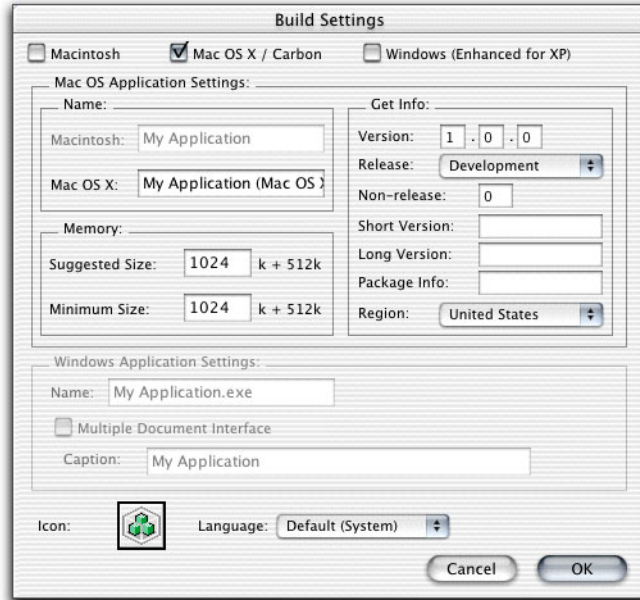 Build Settings
Macintosh Mac OS X / Carbon Windows (Enhanced for XP)
Mac OS Application Settings:
Name:
Macintosh: My Application
Mac OS X: My Application (Mac OS X
Memory:
Suggested Size: 1024 k + 512k
Minimum Size: 1024 k + 512k
Get Info:
Version: 1 . 0 . 0
Release: Development
Non-release: 0
Short Version:
Long Version:
Package Info:
Region: United States
Windows Application Settings:
Name: My Application.exe
Multiple Document Interface
Caption: My Application
Icon: Language: Default (System)
Cancel OK